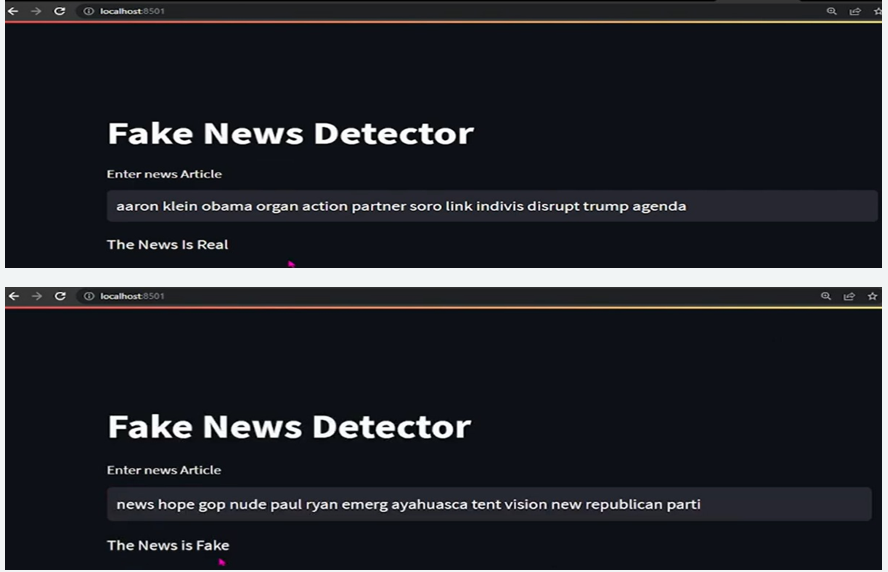 localhost:8501
Fake News Detector
Enter news Article
aaron klein obama organ action partner soro link indivis disrupt trump agenda
The News Is Real
localhost:8501
Fake News Detector
Enter news Article
news hope gop nude paul ryan emerg ayahuasca tent vision new republican parti
The News is Fake